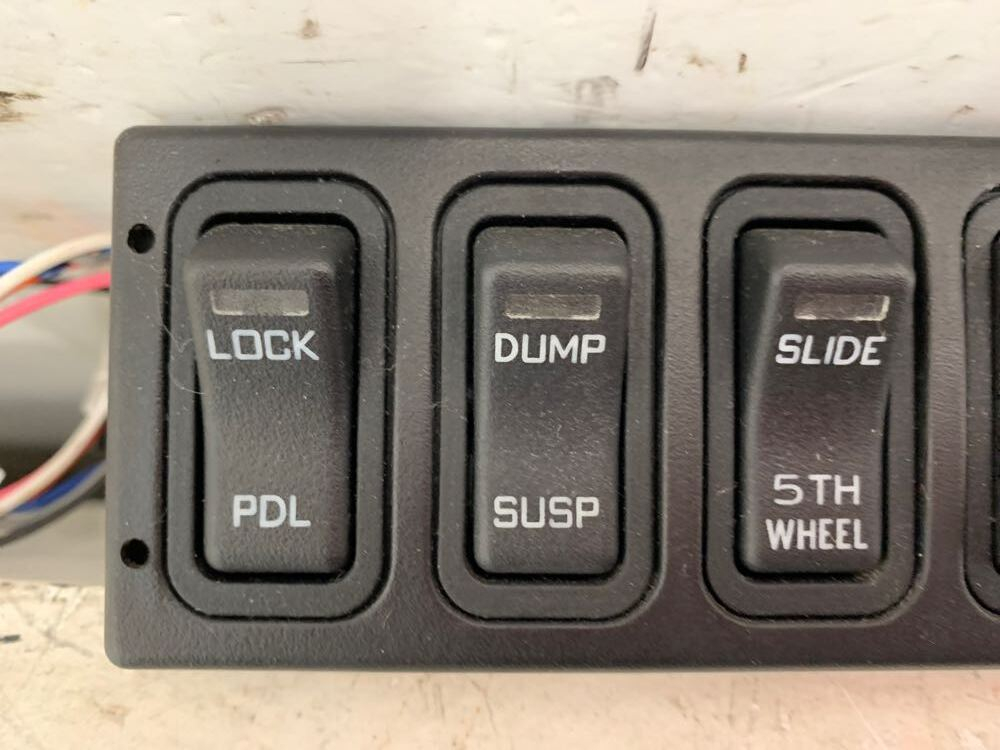 LOCK
PDL
DUMP
SUSP
SLIDE
5TH
WHEEL